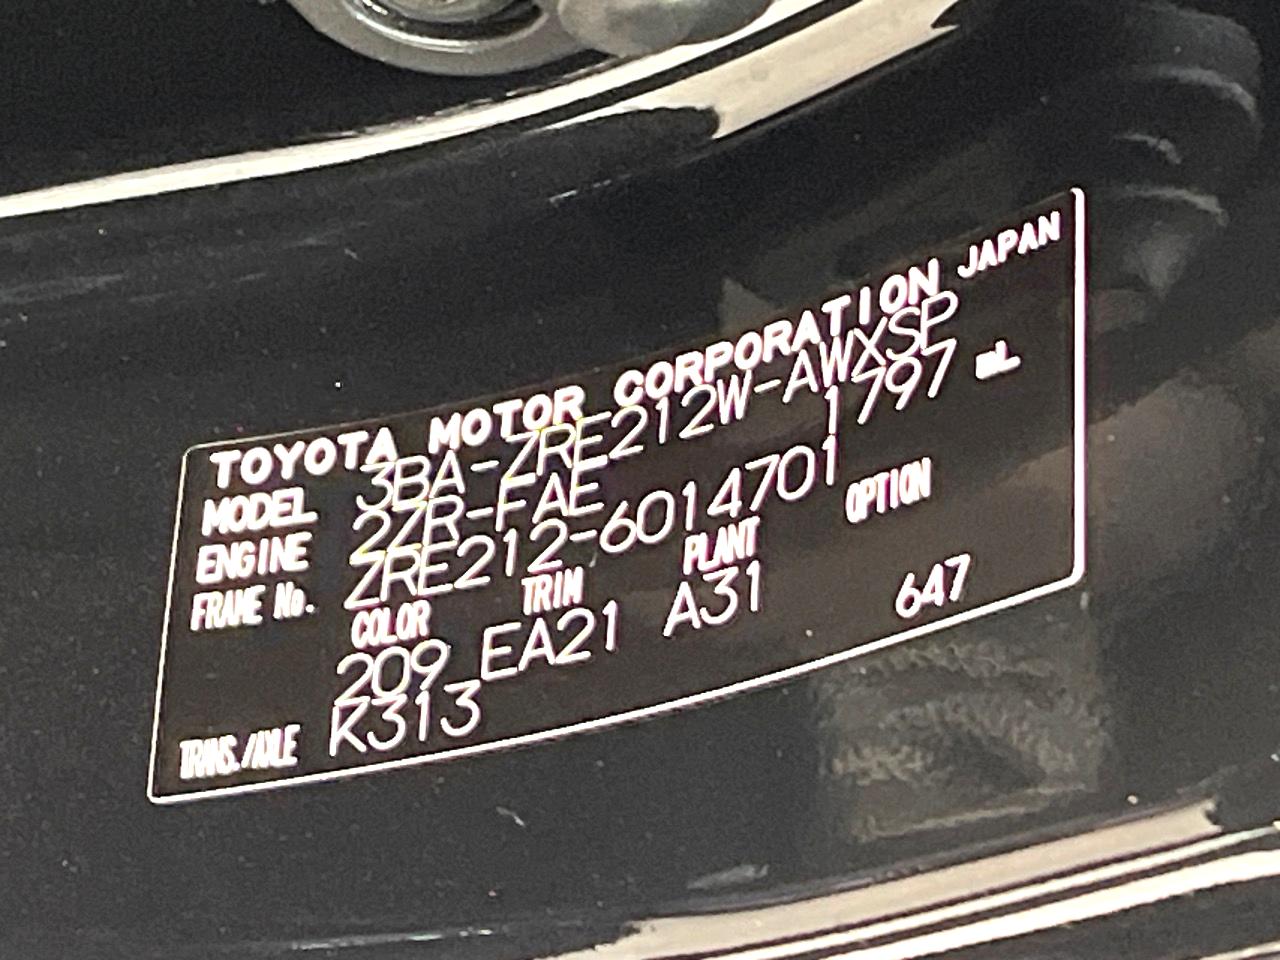 TOYOTA MOTOR CORPORATION JAPAN
MODEL 3BA-ZRE212W-AWXSP
ENGINE 2ZR-FAE 1797 mL
FRAME No. ZRE212-6014701
COLOR TRIM PLANT OPTION
209 EA21 A31 647
TRANS./AXLE K313